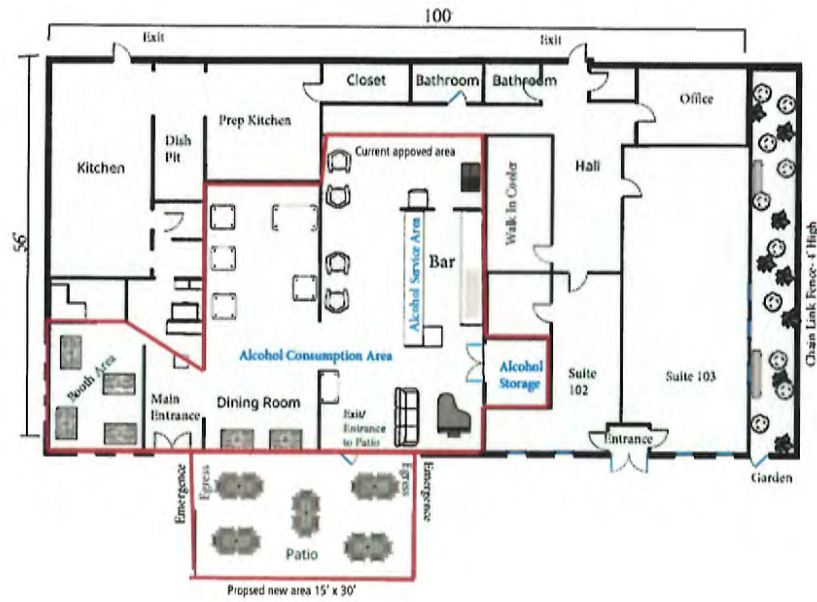 100'
Exit
Exit
Closet
Bathroom
Bathroom
Office
Prep Kitchen
Dish
Pit
Kitchen
Current appoved area
Hall
Walk In Cooler
56'
Alcohol Service Area
Bar
Chain Link Fence- 4' High
Alcohol Consumption Area
Alcohol
Storage
Booth Area
Suite
102
Suite 103
Main
Entrance
Dining Room
Exit/
Entrance
to Patio
Entrance
Garden
Emergence
Egress
Egress
Emergence
Patio
Propsed new area 15' x 30'